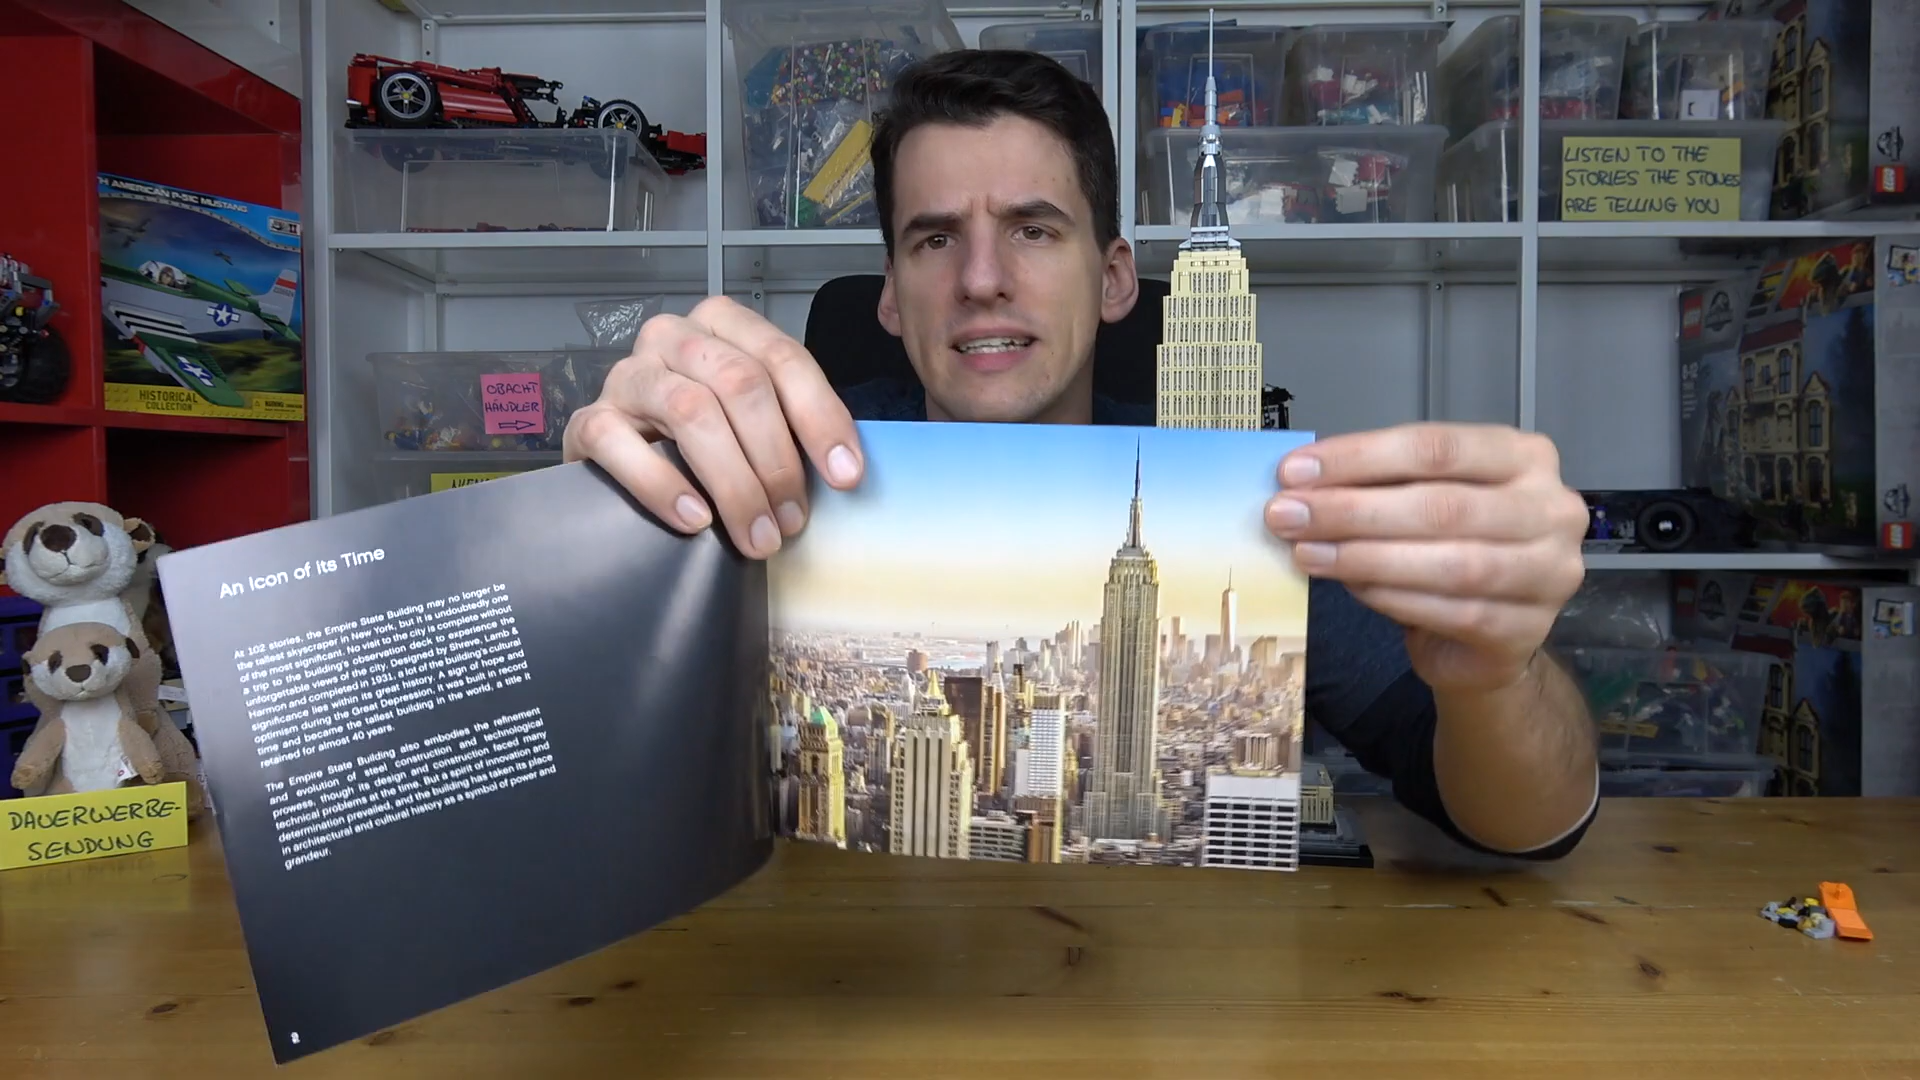 LISTEN TO THE
STORIES THE STONES
ARE TELLING YOU
TH AMERICAN P-51C MUSTANG
HISTORICAL
COLLECTION
OBACHT
HÄNDLER
DAUERWERBE-
SENDUNG
An Icon of its Time
At 102 stories, the Empire State Building may no longer be
the tallest skyscraper in New York, but it is undoubtedly one
of the most significant. No visit to the city is complete without
a trip to the building's observation deck to experience the
unforgettable views of the city. Designed by Shreve, Lamb &
Harmon and completed in 1931, a lot of the building's cultural
significance lies within its great history. A sign of hope and
optimism during the Great Depression, it was built in record
time and became the tallest building in the world, a title it
retained for almost 40 years.
The Empire State Building also embodies the refinement
and evolution of steel construction and technological
prowess, though its design and construction faced many
technical problems at the time. But a spirit of innovation and
determination prevailed, and the building has taken its place
in architectural and cultural history as a symbol of power and
grandeur.
LEGO